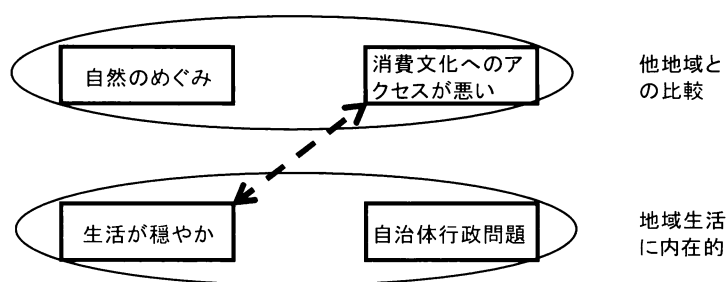 自然のめぐみ
消費文化へのア
クセスが悪い
他地域と
の比較
生活が穏やか
自治体行政問題
地域生活
に内在的